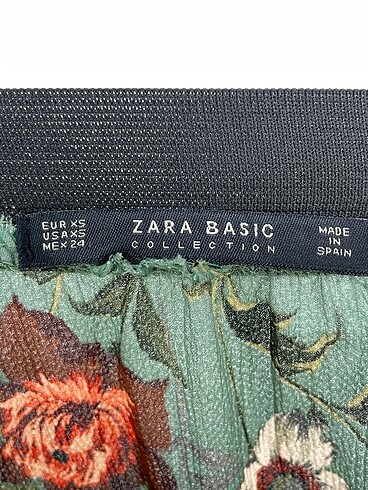 EUR XS
USA XS
MEX 24
ZARA BASIC
COLLECTION
MADE
IN
SPAIN